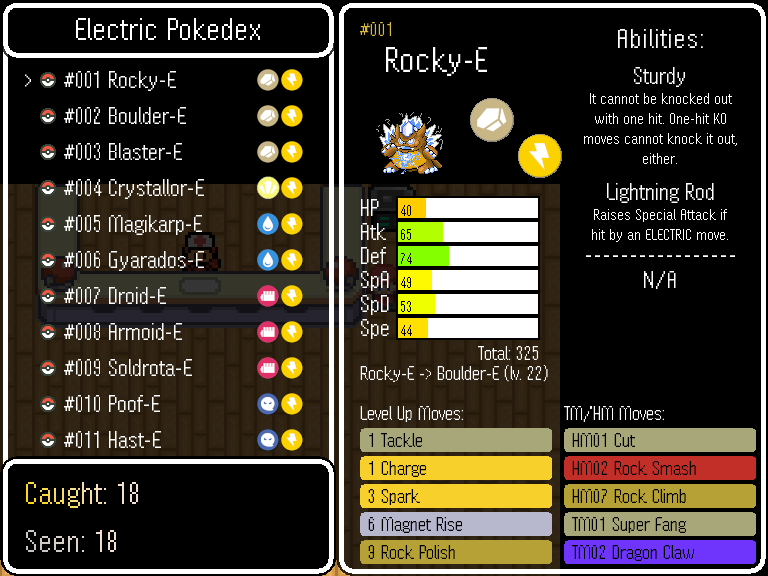 Electric Pokedex
> #001 Rocky-E
#002 Boulder-E
#003 Blaster-E
#004 Crystallor-E
#005 Magikarp-E
#006 Gyarados-E
#007 Droid-E
#008 Armoid-E
#009 Soldrota-E
#010 Poof-E
#011 Hast-E
Caught: 18
Seen: 18
#001
Rocky-E
HP 40
Atk 65
Def 74
SpA 49
SpD 53
Spe 44
Total: 325
Rocky-E -> Boulder-E (lv. 22)
Abilities:
Sturdy
It cannot be knocked out
with one hit. One-hit KO
moves cannot knock it out,
either.
Lightning Rod
Raises Special Attack if
hit by an ELECTRIC move.
----------------
N/A
Level Up Moves:
1 Tackle
1 Charge
3 Spark
6 Magnet Rise
9 Rock Polish
TM/HM Moves:
HM01 Cut
HM02 Rock Smash
HM07 Rock Climb
TM01 Super Fang
TM02 Dragon Claw